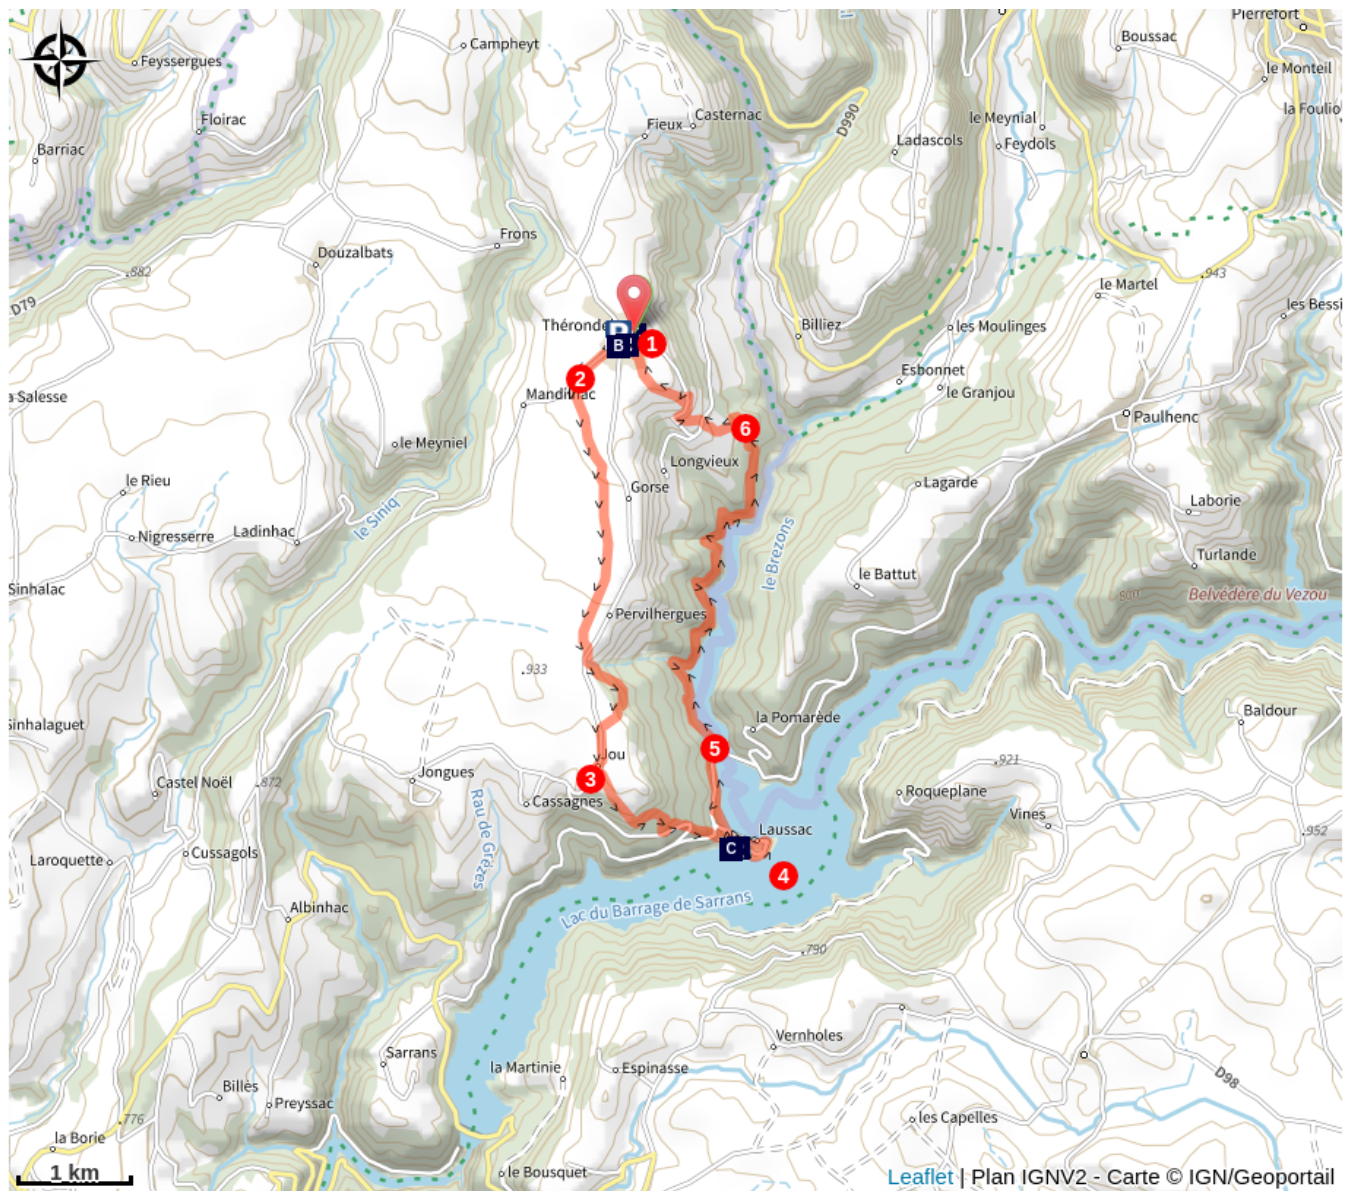 Pierrefort
Campheyt
Boussac
Feyssergues
le Monteil
la Foulio
Casternac
D990
Floirac
Fieux
le Meynial
Ladascols
Feydols
Barriac
Frons
Douzalbats
882
943
le Martel
D79
les Bessi
Théronde
P
B
1
Billiez
les Moulinges
2
Esbonnet
a Salesse
Mandilhac
le Granjou
Paulhenc
6
le Meyniel
Longvieux
le Rieu
Gorse
Lagarde
Laborie
le Siniq
Nigresserre
Ladinhac
le Brezons
Turlande
le Battut
Sinhalac
800
Belvédère du Vezou
Pervilhergues
933
Sinhalaguet
la Pomarède
Baldour
5
Jou
921
Castel Noël
872
Jongues
3
Roqueplane
Cassagnes
Rau de Grèzes
Vines
Laussac
952
C
Laroquette
Cussagols
4
Albinhac
Lac du Barrage de Sarrans
790
Vernholes
Sarrans
la Martinie
Espinasse
D98
Billès
Preyssac
776
les Capelles
la Borie
le Bousquet
1 km
Leaflet | Plan IGNV2 - Carte © IGN/Geoportail